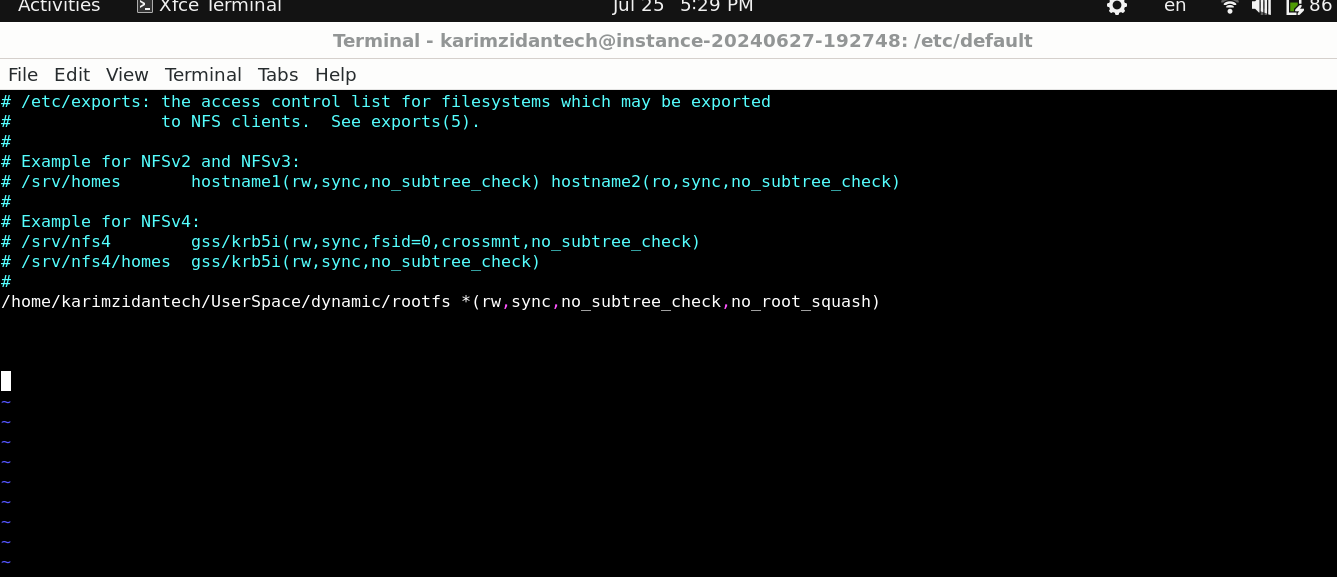 Activities Xfce Terminal Jul 25 5:29 PM en 86
Terminal - karimzidantech@instance-20240627-192748: /etc/default
File Edit View Terminal Tabs Help
# /etc/exports: the access control list for filesystems which may be exported
#               to NFS clients.  See exports(5).
#
# Example for NFSv2 and NFSv3:
# /srv/homes       hostname1(rw,sync,no_subtree_check) hostname2(ro,sync,no_subtree_check)
#
# Example for NFSv4:
# /srv/nfs4        gss/krb5i(rw,sync,fsid=0,crossmnt,no_subtree_check)
# /srv/nfs4/homes  gss/krb5i(rw,sync,no_subtree_check)
#
/home/karimzidantech/UserSpace/dynamic/rootfs *(rw,sync,no_subtree_check,no_root_squash)
~
~
~
~
~
~
~
~
~